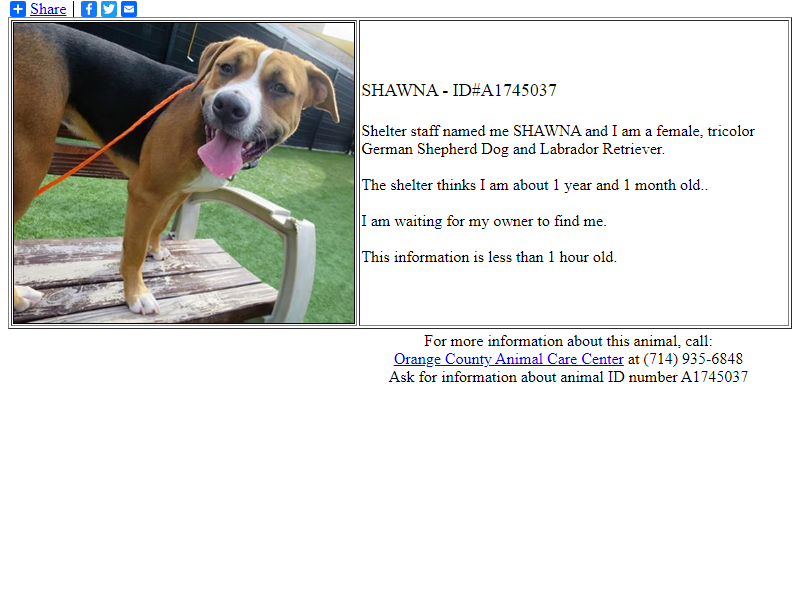 Share |
SHAWNA - ID#A1745037
Shelter staff named me SHAWNA and I am a female, tricolor
German Shepherd Dog and Labrador Retriever.
The shelter thinks I am about 1 year and 1 month old..
I am waiting for my owner to find me.
This information is less than 1 hour old.
For more information about this animal, call:
Orange County Animal Care Center at (714) 935-6848
Ask for information about animal ID number A1745037